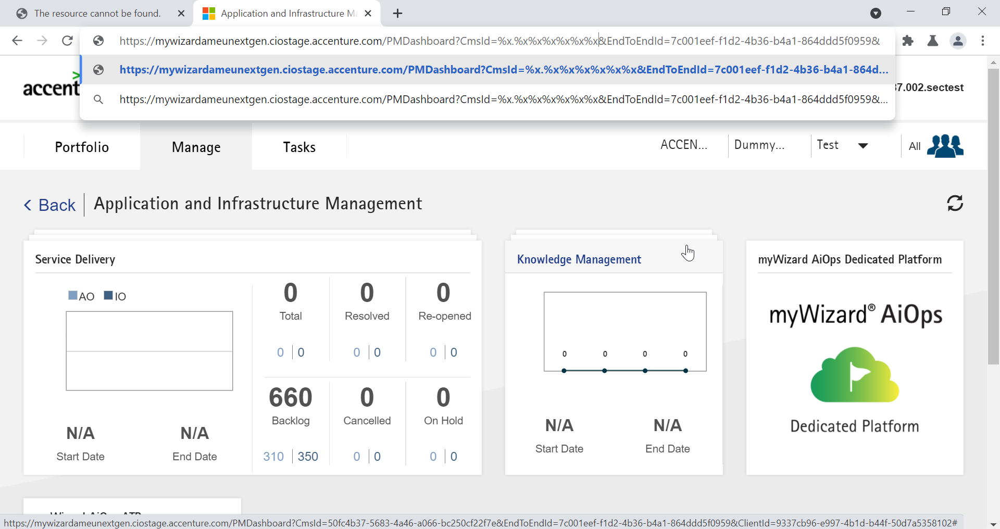 The resource cannot be found.
Application and Infrastructure Ma
https://mywizardameunextgen.ciostage.accenture.com/PMDashboard?CmsId=%x.%x%x%x%x%x%x&EndToEndId=7c001eef-f1d2-4b36-b4a1-864ddd5f0959&
https://mywizardameunextgen.ciostage.accenture.com/PMDashboard?CmsId=%x.%x%x%x%x%x%x&EndToEndId=7c001eef-f1d2-4b36-b4a1-864d...
https://mywizardameunextgen.ciostage.accenture.com/PMDashboard?CmsId=%x.%x%x%x%x%x%x&EndToEndId=7c001eef-f1d2-4b36-b4a1-864ddd5f0959&...
accent
7.002.sectest
Portfolio Manage Tasks ACCEN... Dummy... Test All
< Back Application and Infrastructure Management
Service Delivery
AO IO
0 0 0
Total Resolved Re-opened
0 0 0 0 0 0
660 0 0
Backlog Cancelled On Hold
310 350 0 0 0 0
N/A N/A
Start Date End Date
Knowledge Management
0 0 0 0
N/A N/A
Start Date End Date
myWizard AiOps Dedicated Platform
myWizard® AiOps
Dedicated Platform
https://mywizardameunextgen.ciostage.accenture.com/PMDashboard?CmsId=50fc4b37-5683-4a46-a066-bc250cf22f7e&EndToEndId=7c001eef-f1d2-4b36-b4a1-864ddd5f0959&ClientId=9337cb96-e997-4b1d-b44f-50d7a5358102#